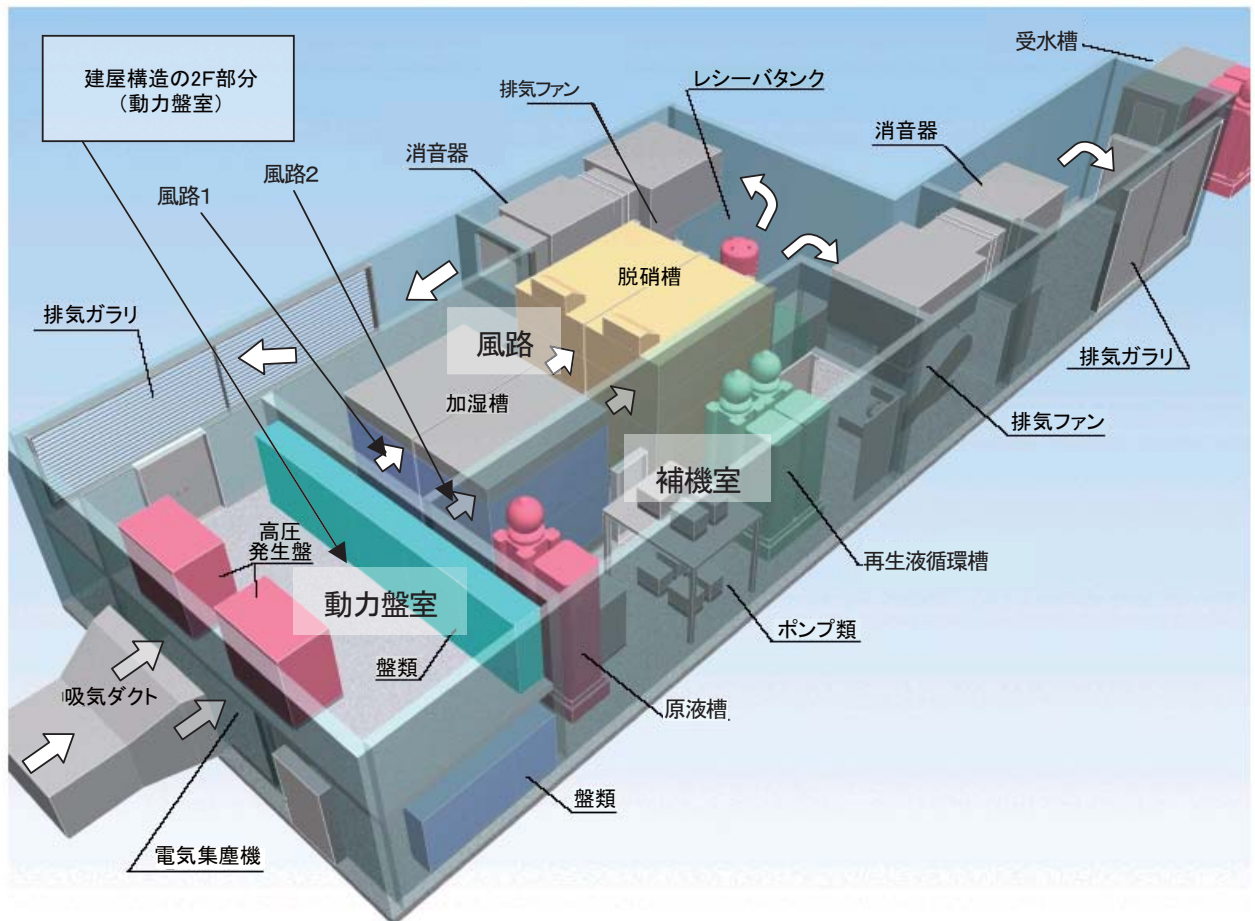 受水槽
建屋構造の2F部分
(動力盤室)
レシーバタンク
排気ファン
消音器
消音器
風路2
風路1
脱硝槽
排気ガラリ
風路
排気ガラリ
加湿槽
排気ファン
補機室
高圧
発生盤
再生液循環槽
動力盤室
ポンプ類
盤類
吸気ダクト
原液槽
盤類
電気集塵機